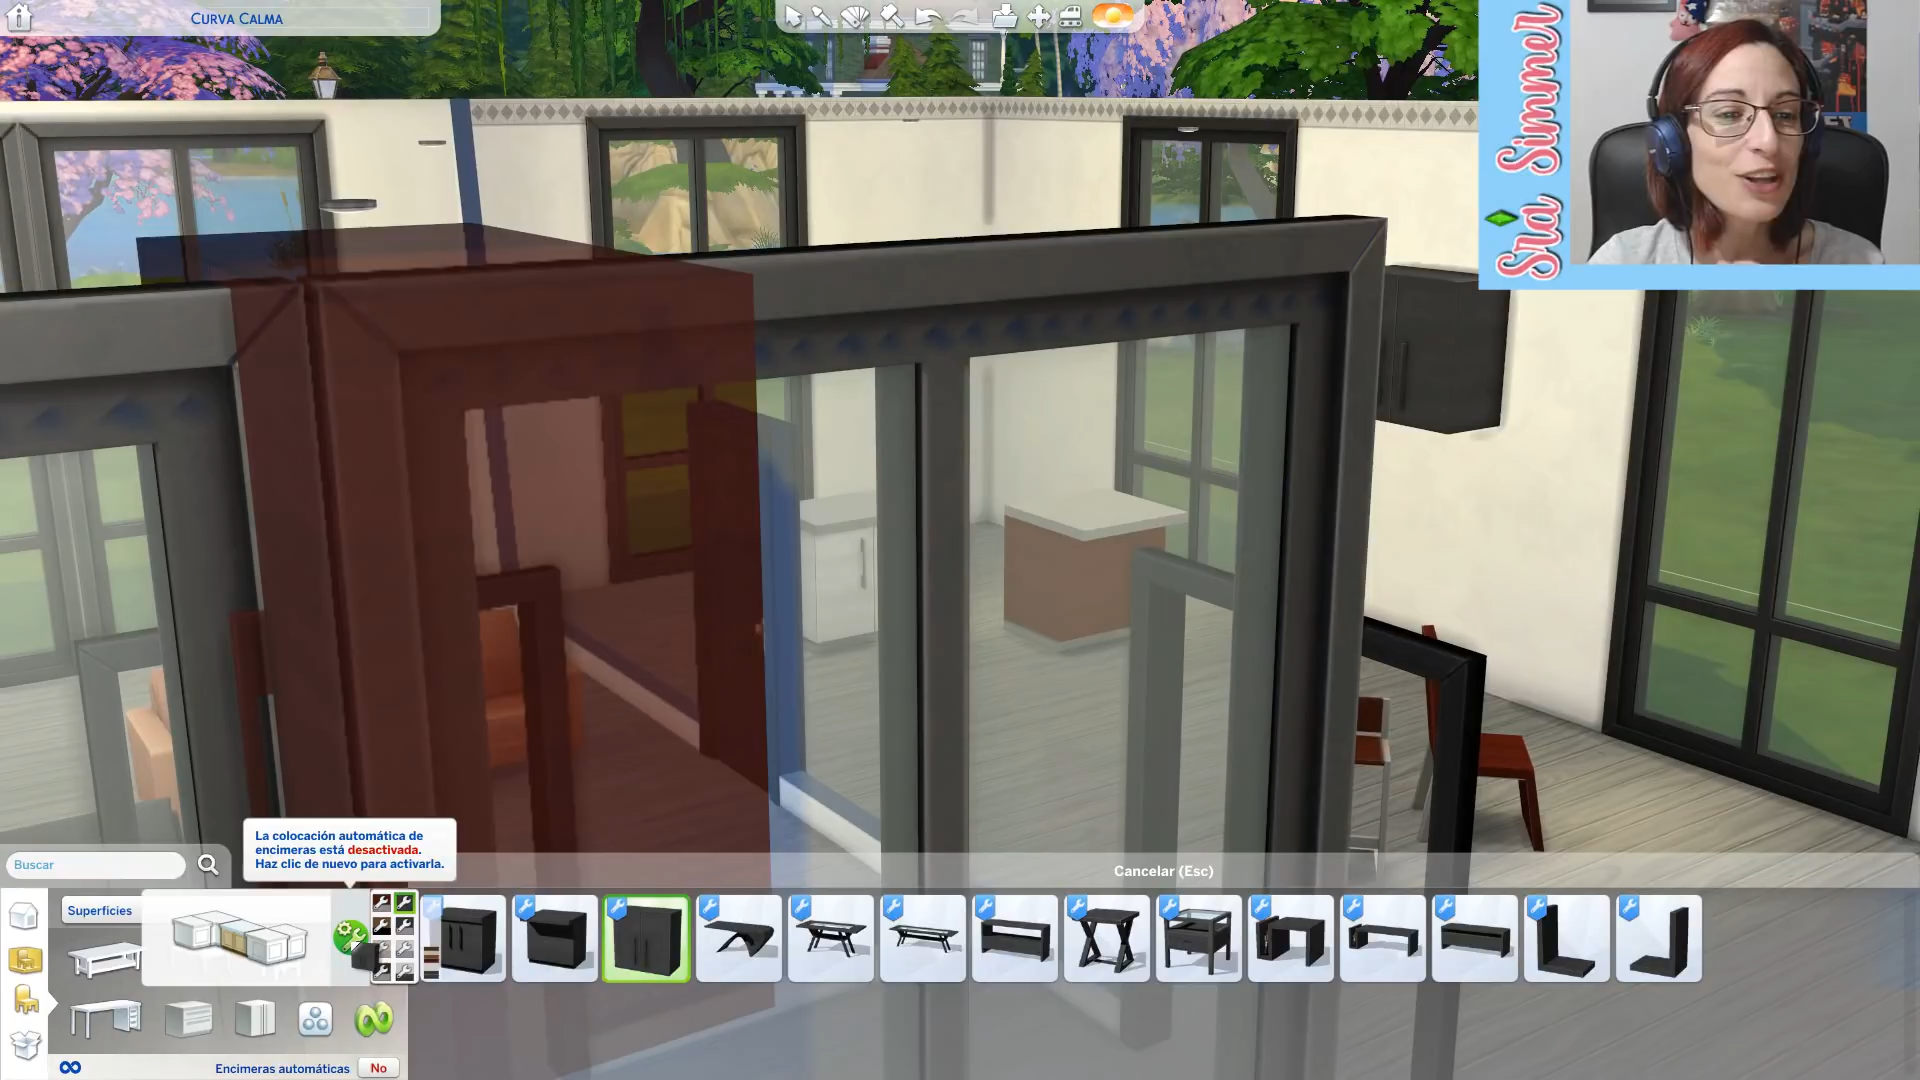 CURVA CALMA
Sra Simmer
La colocación automática de
encimeras está desactivada.
Haz clic de nuevo para activarla.
Buscar
Cancelar (Esc)
Superficies
Encimeras automáticas
No